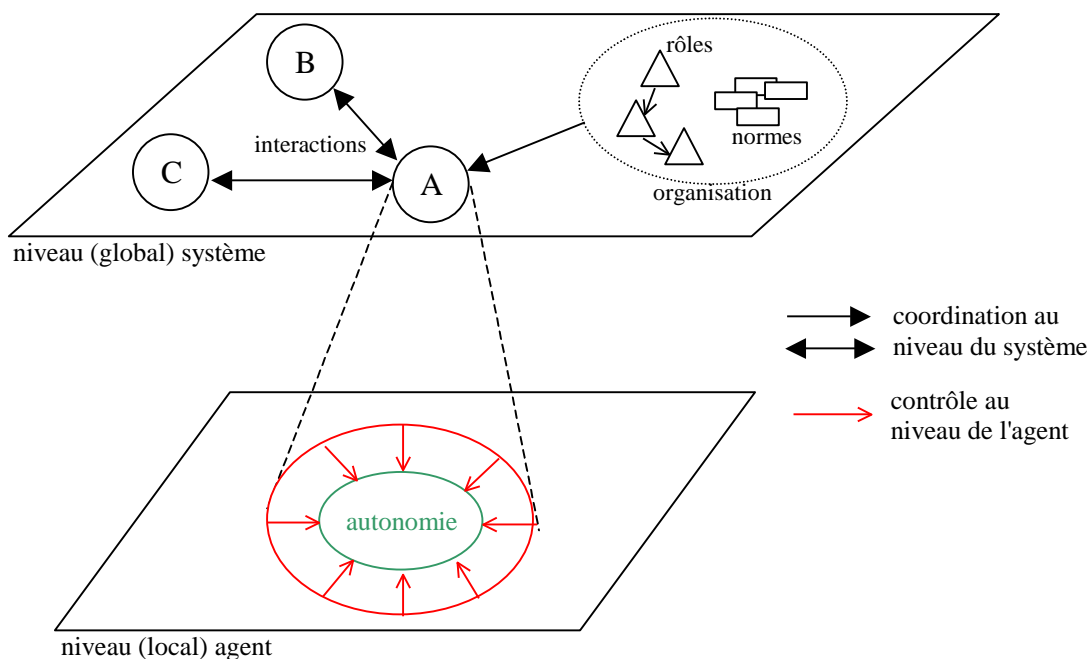 B
rôles
interactions
normes
C
A
organisation
niveau (global) système
coordination au
niveau du système
contrôle au
niveau de l'agent
autonomie
niveau (local) agent